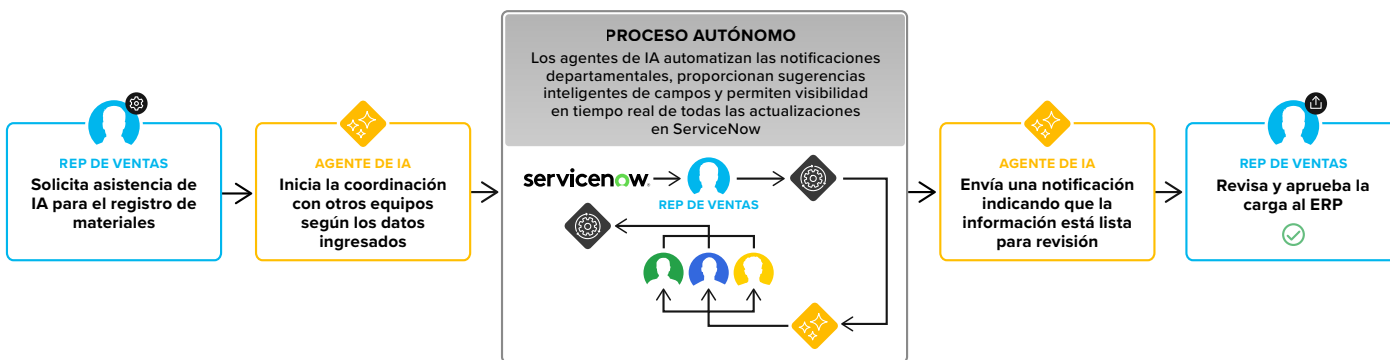 REP DE VENTAS
Solicita asistencia de
IA para el registro de
materiales
AGENTE DE IA
Inicia la coordinación
con otros equipos
según los datos
ingresados
PROCESO AUTÓNOMO
Los agentes de IA automatizan las notificaciones
departamentales, proporcionan sugerencias
inteligentes de campos y permiten visibilidad
en tiempo real de todas las actualizaciones
en ServiceNow
servicenow
REP DE VENTAS
AGENTE DE IA
Envía una notificación
indicando que la
información está lista
para revisión
REP DE VENTAS
Revisa y aprueba la
carga al ERP